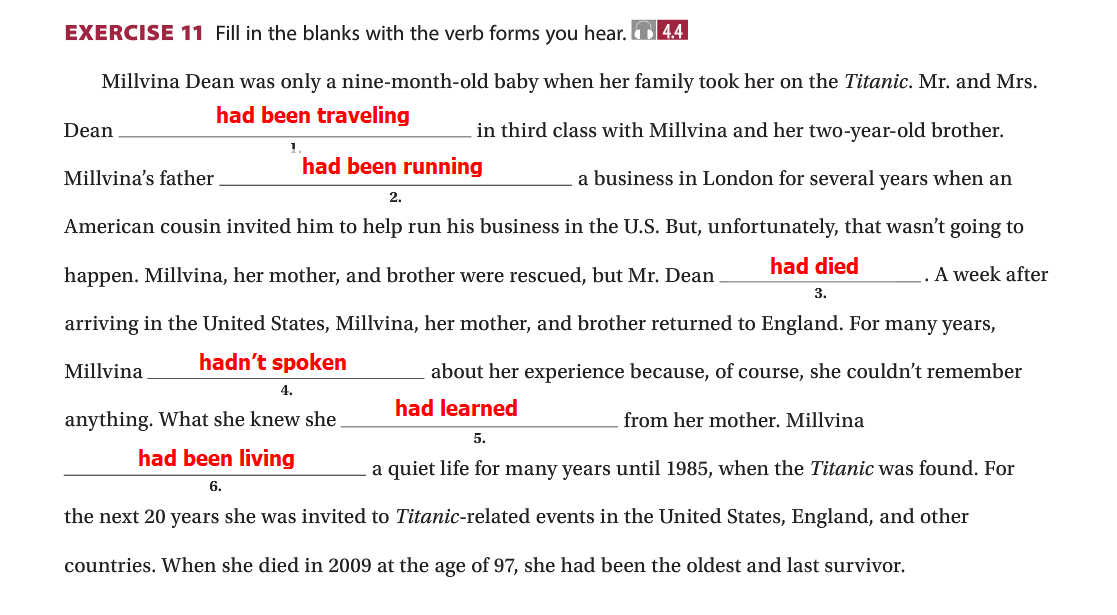 EXERCISE 11 Fill in the blanks with the verb forms you hear. 4.4
Millvina Dean was only a nine-month-old baby when her family took her on the Titanic. Mr. and Mrs.
Dean had been traveling in third class with Millvina and her two-year-old brother.
1.
Millvina’s father had been running a business in London for several years when an
2.
American cousin invited him to help run his business in the U.S. But, unfortunately, that wasn’t going to
happen. Millvina, her mother, and brother were rescued, but Mr. Dean had died. A week after
3.
arriving in the United States, Millvina, her mother, and brother returned to England. For many years,
Millvina hadn’t spoken about her experience because, of course, she couldn’t remember
4.
anything. What she knew she had learned from her mother. Millvina
5.
had been living a quiet life for many years until 1985, when the Titanic was found. For
6.
the next 20 years she was invited to Titanic-related events in the United States, England, and other
countries. When she died in 2009 at the age of 97, she had been the oldest and last survivor.